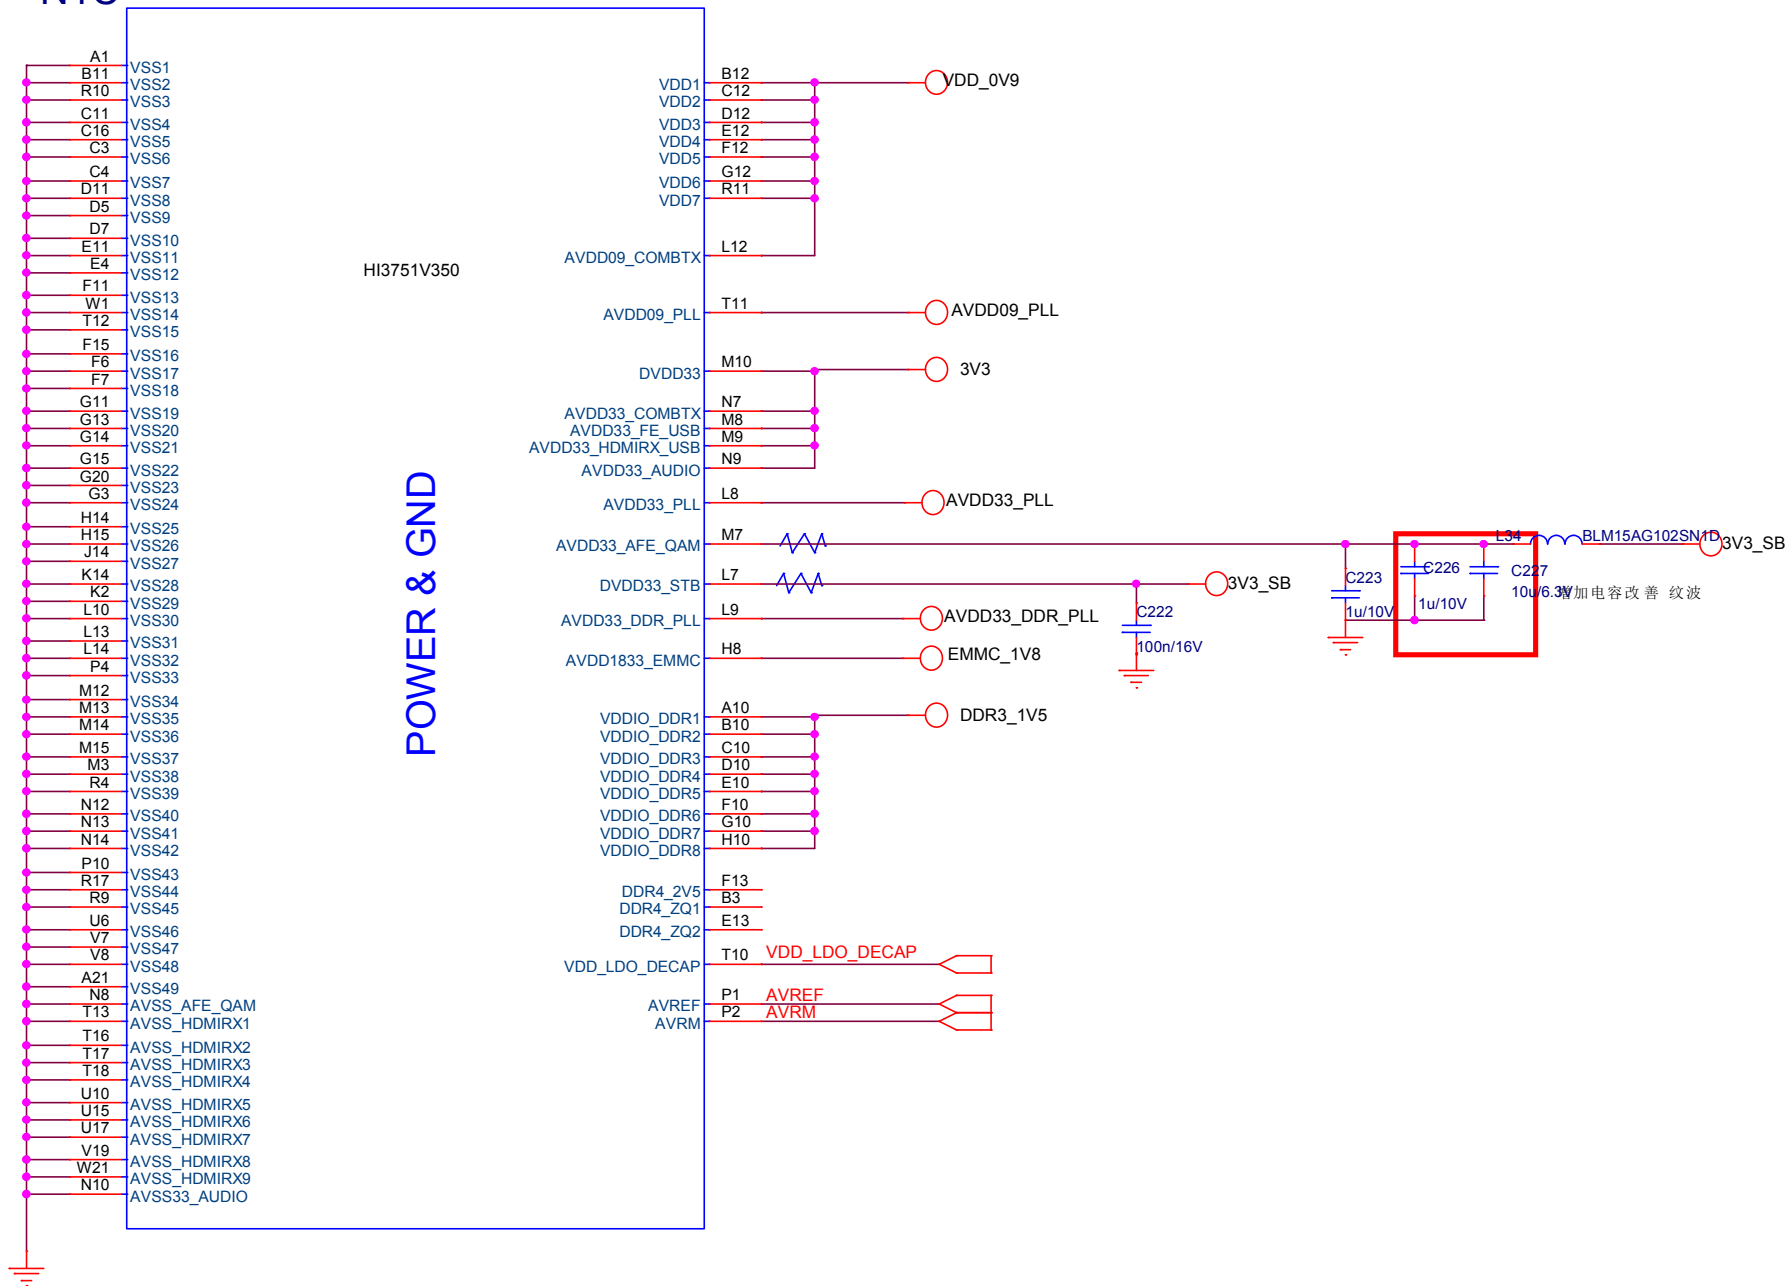 A1 VSS1
B11 VSS2
R10 VSS3
C11 VSS4
C16 VSS5
C3 VSS6
C4 VSS7
D11 VSS8
D5 VSS9
D7 VSS10
E11 VSS11
E4 VSS12
F11 VSS13
W1 VSS14
T12 VSS15
F15 VSS16
F6 VSS17
F7 VSS18
G11 VSS19
G13 VSS20
G14 VSS21
G15 VSS22
G20 VSS23
G3 VSS24
H14 VSS25
H15 VSS26
J14 VSS27
K14 VSS28
K2 VSS29
L10 VSS30
L13 VSS31
L14 VSS32
P4 VSS33
M12 VSS34
M13 VSS35
M14 VSS36
M15 VSS37
M3 VSS38
R4 VSS39
N12 VSS40
N13 VSS41
N14 VSS42
P10 VSS43
R17 VSS44
R9 VSS45
U6 VSS46
V7 VSS47
V8 VSS48
A21 VSS49
N8 AVSS_AFE_QAM
T13 AVSS_HDMIRX1
T16 AVSS_HDMIRX2
T17 AVSS_HDMIRX3
T18 AVSS_HDMIRX4
U10 AVSS_HDMIRX5
U15 AVSS_HDMIRX6
U17 AVSS_HDMIRX7
V19 AVSS_HDMIRX8
W21 AVSS_HDMIRX9
N10 AVSS33_AUDIO
HI3751V350
POWER & GND
VDD1 B12 VDD_0V9
VDD2 C12
VDD3 D12
VDD4 E12
VDD5 F12
VDD6 G12
VDD7 R11
AVDD09_COMBTX L12
AVDD09_PLL T11 AVDD09_PLL
DVDD33 M10 3V3
AVDD33_COMBTX N7
AVDD33_FE_USB M8
AVDD33_HDMIRX_USB M9
AVDD33_AUDIO N9
AVDD33_PLL L8 AVDD33_PLL
AVDD33_AFE_QAM M7 L34 BLM15AG102SN1D 3V3_SB
DVDD33_STB L7 3V3_SB
C222
100n/16V
C223
1u/10V
C226
1u/10V
C227
10u/6.3V
增加电容改善 纹波
AVDD33_DDR_PLL L9 AVDD33_DDR_PLL
AVDD1833_EMMC H8 EMMC_1V8
VDDIO_DDR1 A10 DDR3_1V5
VDDIO_DDR2 B10
VDDIO_DDR3 C10
VDDIO_DDR4 D10
VDDIO_DDR5 E10
VDDIO_DDR6 F10
VDDIO_DDR7 G10
VDDIO_DDR8 H10
DDR4_2V5 F13
DDR4_ZQ1 B3
DDR4_ZQ2 E13
VDD_LDO_DECAP T10 VDD_LDO_DECAP
AVREF P1 AVREF
AVRM P2 AVRM